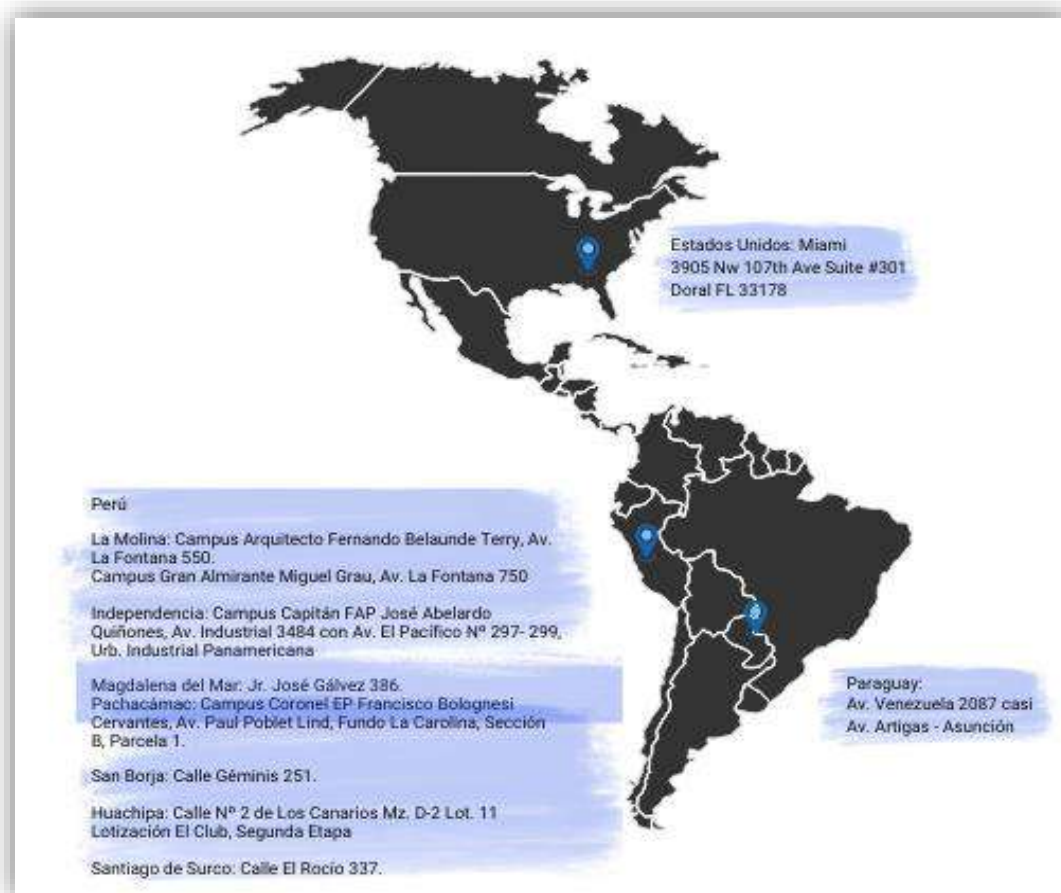 Estados Unidos: Miami
3905 Nw 107th Ave Suite #301
Doral FL 33178
Perú
La Molina: Campus Arquitecto Fernando Belaunde Terry, Av.
La Fontana 550.
Campus Gran Almirante Miguel Grau, Av. La Fontana 750
Independencia: Campus Capitán FAP José Abelardo
Quiñones, Av. Industrial 3484 con Av. El Pacífico Nº 297- 299,
Urb. Industrial Panamericana
Magdalena del Mar: Jr. José Gálvez 386.
Pachacámac: Campus Coronel EP Francisco Bolognesi
Cervantes, Av. Paul Poblet Lind, Fundo La Carolina, Sección
B, Parcela 1.
San Borja: Calle Géminis 251.
Huachipa: Calle Nº 2 de Los Canarios Mz. D-2 Lot. 11
Lotización El Club, Segunda Etapa
Santiago de Surco: Calle El Rocío 337.
Paraguay:
Av. Venezuela 2087 casi
Av. Artigas - Asunción